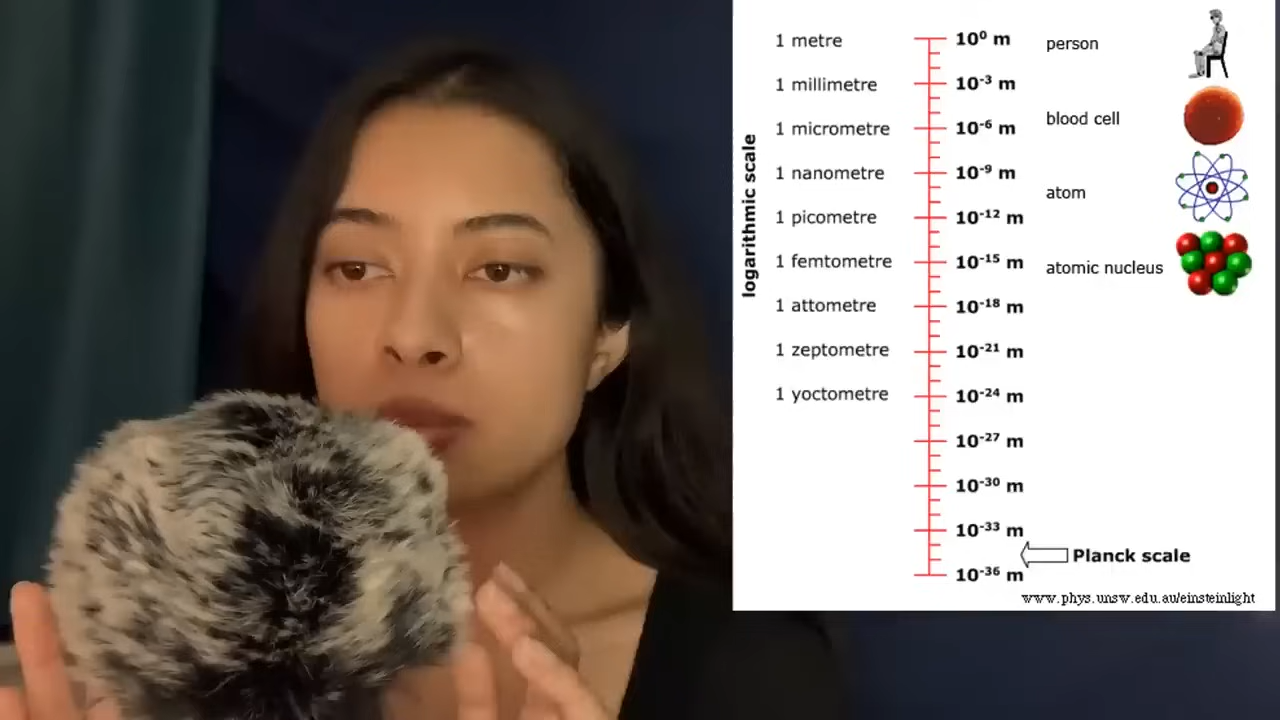 logarithmic scale
1 metre 10⁰ m person
1 millimetre 10⁻³ m
1 micrometre 10⁻⁶ m blood cell
1 nanometre 10⁻⁹ m
atom
1 picometre 10⁻¹² m
1 femtometre 10⁻¹⁵ m atomic nucleus
1 attometre 10⁻¹⁸ m
1 zeptometre 10⁻²¹ m
1 yoctometre 10⁻²⁴ m
10⁻²⁷ m
10⁻³⁰ m
10⁻³³ m
Planck scale
10⁻³⁶ m
www.phys.unsw.edu.au/einsteinlight